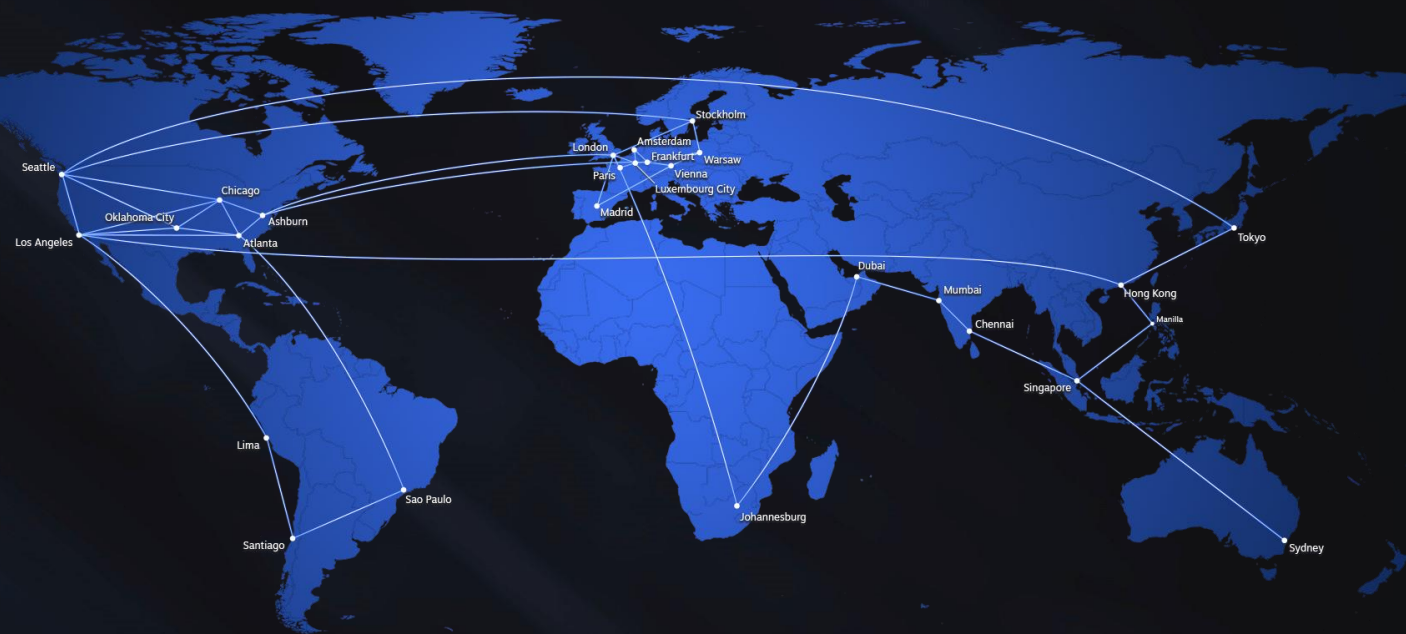 Stockholm
London
Amsterdam
Frankfurt
Warsaw
Seattle
Paris
Vienna
Luxembourg City
Chicago
Madrid
Oklahoma City
Ashburn
Los Angeles
Atlanta
Tokyo
Dubai
Mumbai
Hong Kong
Manilla
Chennai
Singapore
Lima
Sao Paulo
Johannesburg
Santiago
Sydney